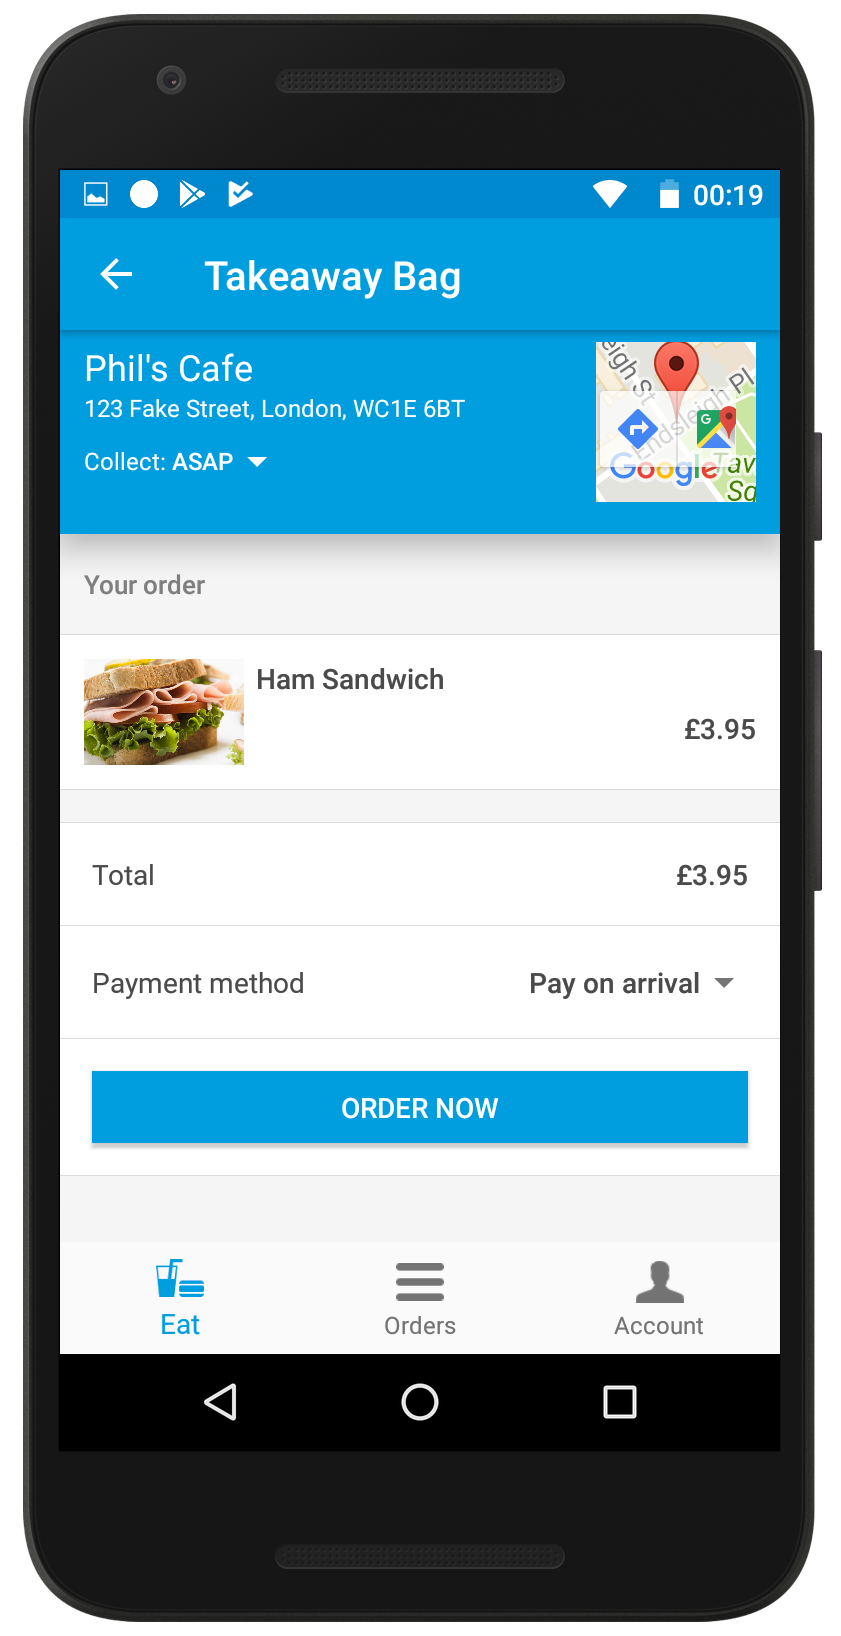 00:19
Takeaway Bag
Phil's Cafe
123 Fake Street, London, WC1E 6BT
Collect: ASAP
eigh St
Endsleigh Pl
G
Google
Tav
Sq
Your order
Ham Sandwich
£3.95
Total £3.95
Payment method Pay on arrival
ORDER NOW
Eat Orders Account